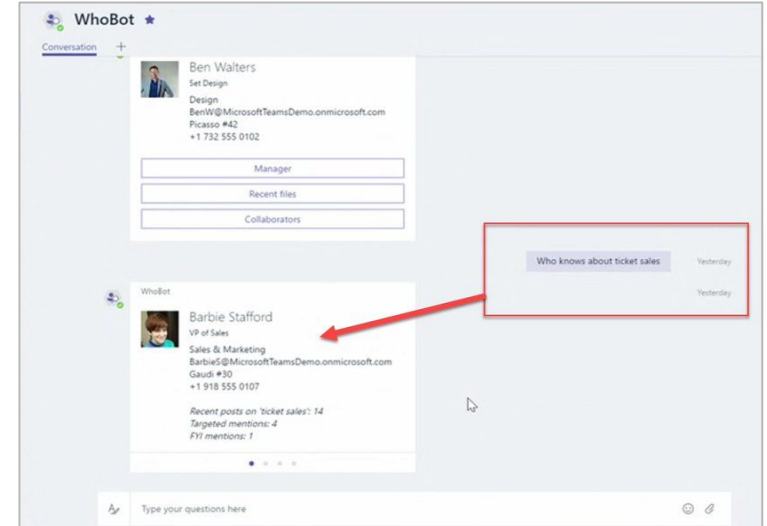 WhoBot
Conversation +
Ben Walters
Set Design
Design
BenW@MicrosoftTeamsDemo.onmicrosoft.com
Picasso #42
+1 732 555 0102
Manager
Recent files
Collaborators
Who knows about ticket sales Yesterday
Yesterday
WhoBot
Barbie Stafford
VP of Sales
Sales & Marketing
BarbieS@MicrosoftTeamsDemo.onmicrosoft.com
Gaudi #30
+1 918 555 0107
Recent posts on 'ticket sales': 14
Targeted mentions: 4
FYI mentions: 1
Type your questions here